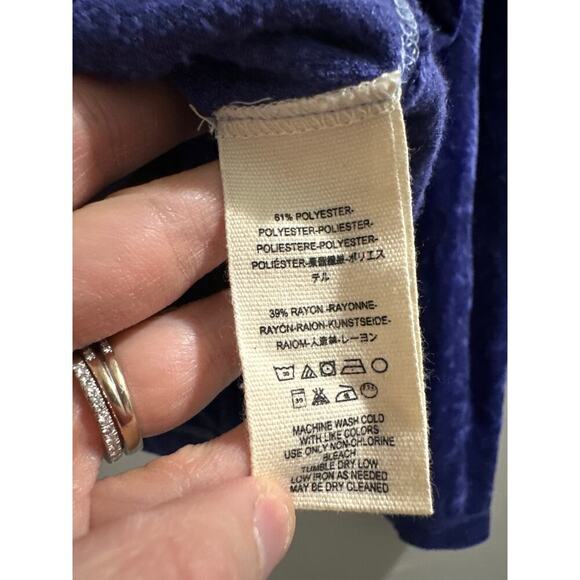 61% POLYESTER-
POLYESTER-POLIESTER-
POLIESTERE-POLYESTER-
POLIÉSTER-聚酯纖維-ポリエス
テル
39% RAYON -RAYONNE-
RAYÓN-RAION-KUNSTSEIDE-
RAIOM-人造絲-レーヨン
MACHINE WASH COLD
WITH LIKE COLORS
USE ONLY NON-CHLORINE
BLEACH
TUMBLE DRY LOW
LOW IRON AS NEEDED
MAY BE DRY CLEANED